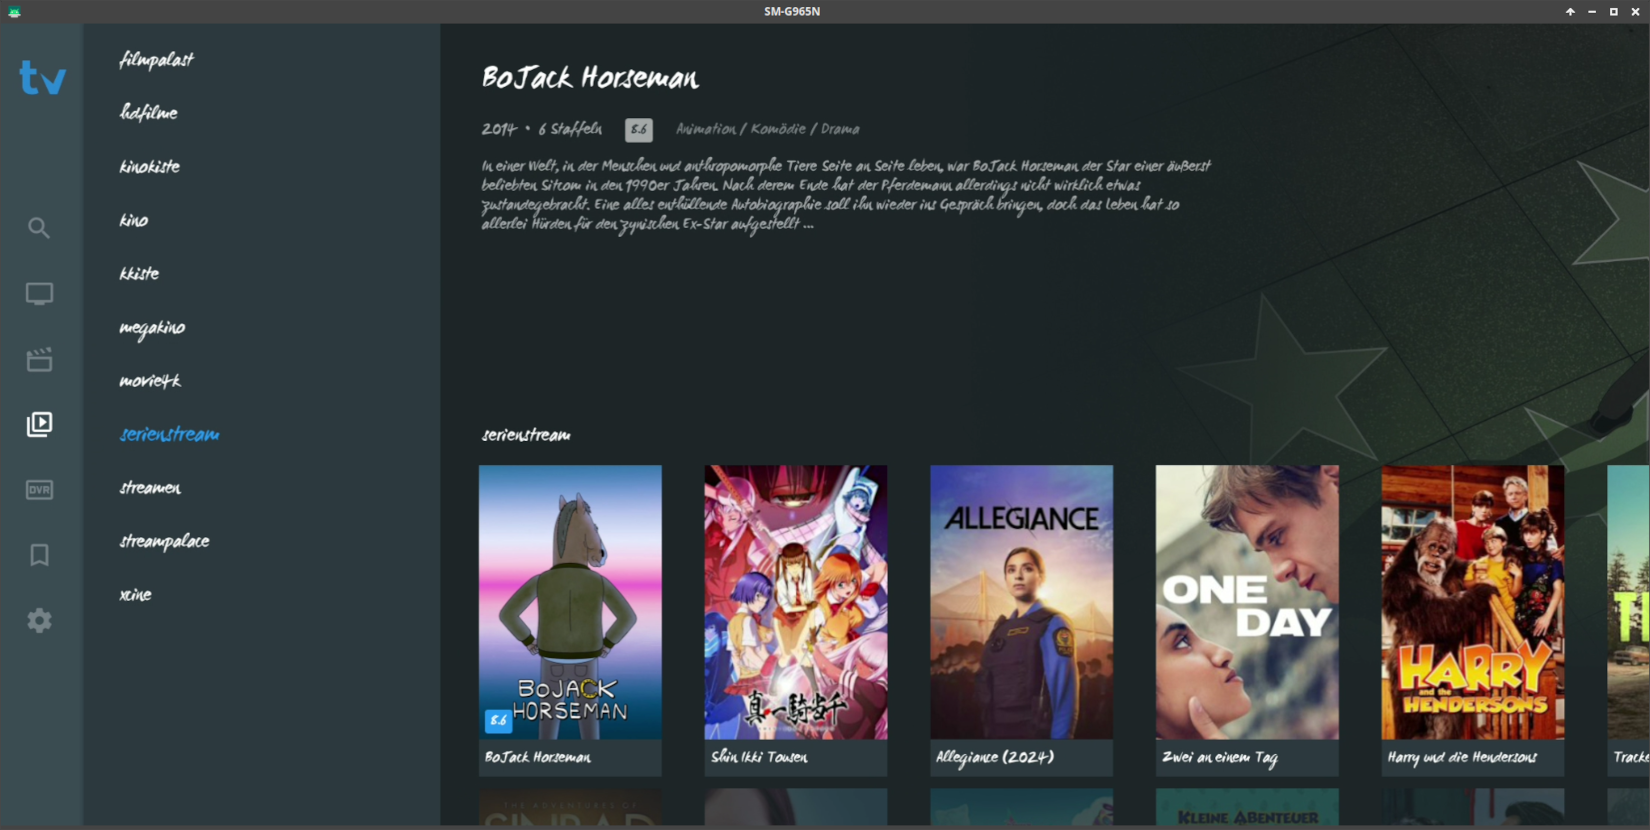 SM-G965N
tv
filmpalast
hdfilme
kinokiste
kino
kkiste
megakino
movie4k
serienstream
streamen
streampalace
xcine
DVR
BoJack Horseman
2014 • 6 Staffeln 8.6 Animation / Komödie / Drama
In einer Welt, in der Menschen und anthropomorphe Tiere Seite an Seite leben, war BoJack Horseman der Star einer äußerst
beliebten Sitcom in den 1990er Jahren. Nach derem Ende hat der Pferdemann allerdings nicht wirklich etwas
zustandegebracht. Eine alles enthüllende Autobiographie soll ihn wieder ins Gespräch bringen, doch das Leben hat so
allerlei Hürden für den zynischen Ex-Star aufgestellt ...
serienstream
BoJACK
HORSEMAN
8.6
BoJack Horseman
真・一騎当千
Shin Ikki Tousen
ALLEGIANCE
Allegiance (2024)
ONE
DAY
Zwei an einem Tag
HARRY
and the
HENDERSONS
Harry und die Hendersons
THE ADVENTURES OF
KLEINE ABENTEUER